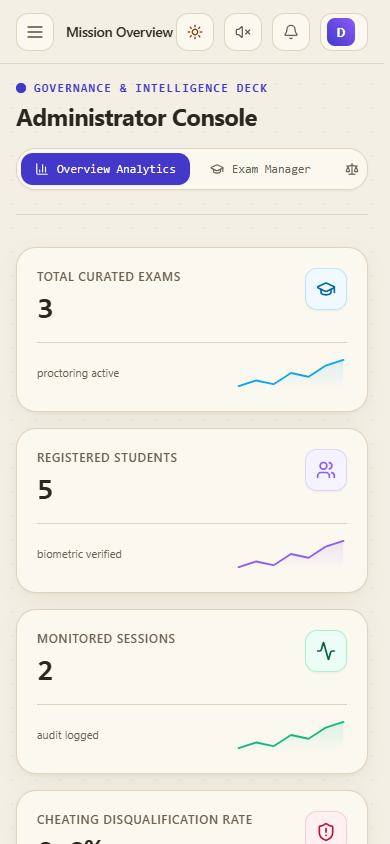 Mission Overview
D
GOVERNANCE & INTELLIGENCE DECK
Administrator Console
Overview Analytics
Exam Manager
TOTAL CURATED EXAMS
3
proctoring active
REGISTERED STUDENTS
5
biometric verified
MONITORED SESSIONS
2
audit logged
CHEATING DISQUALIFICATION RATE